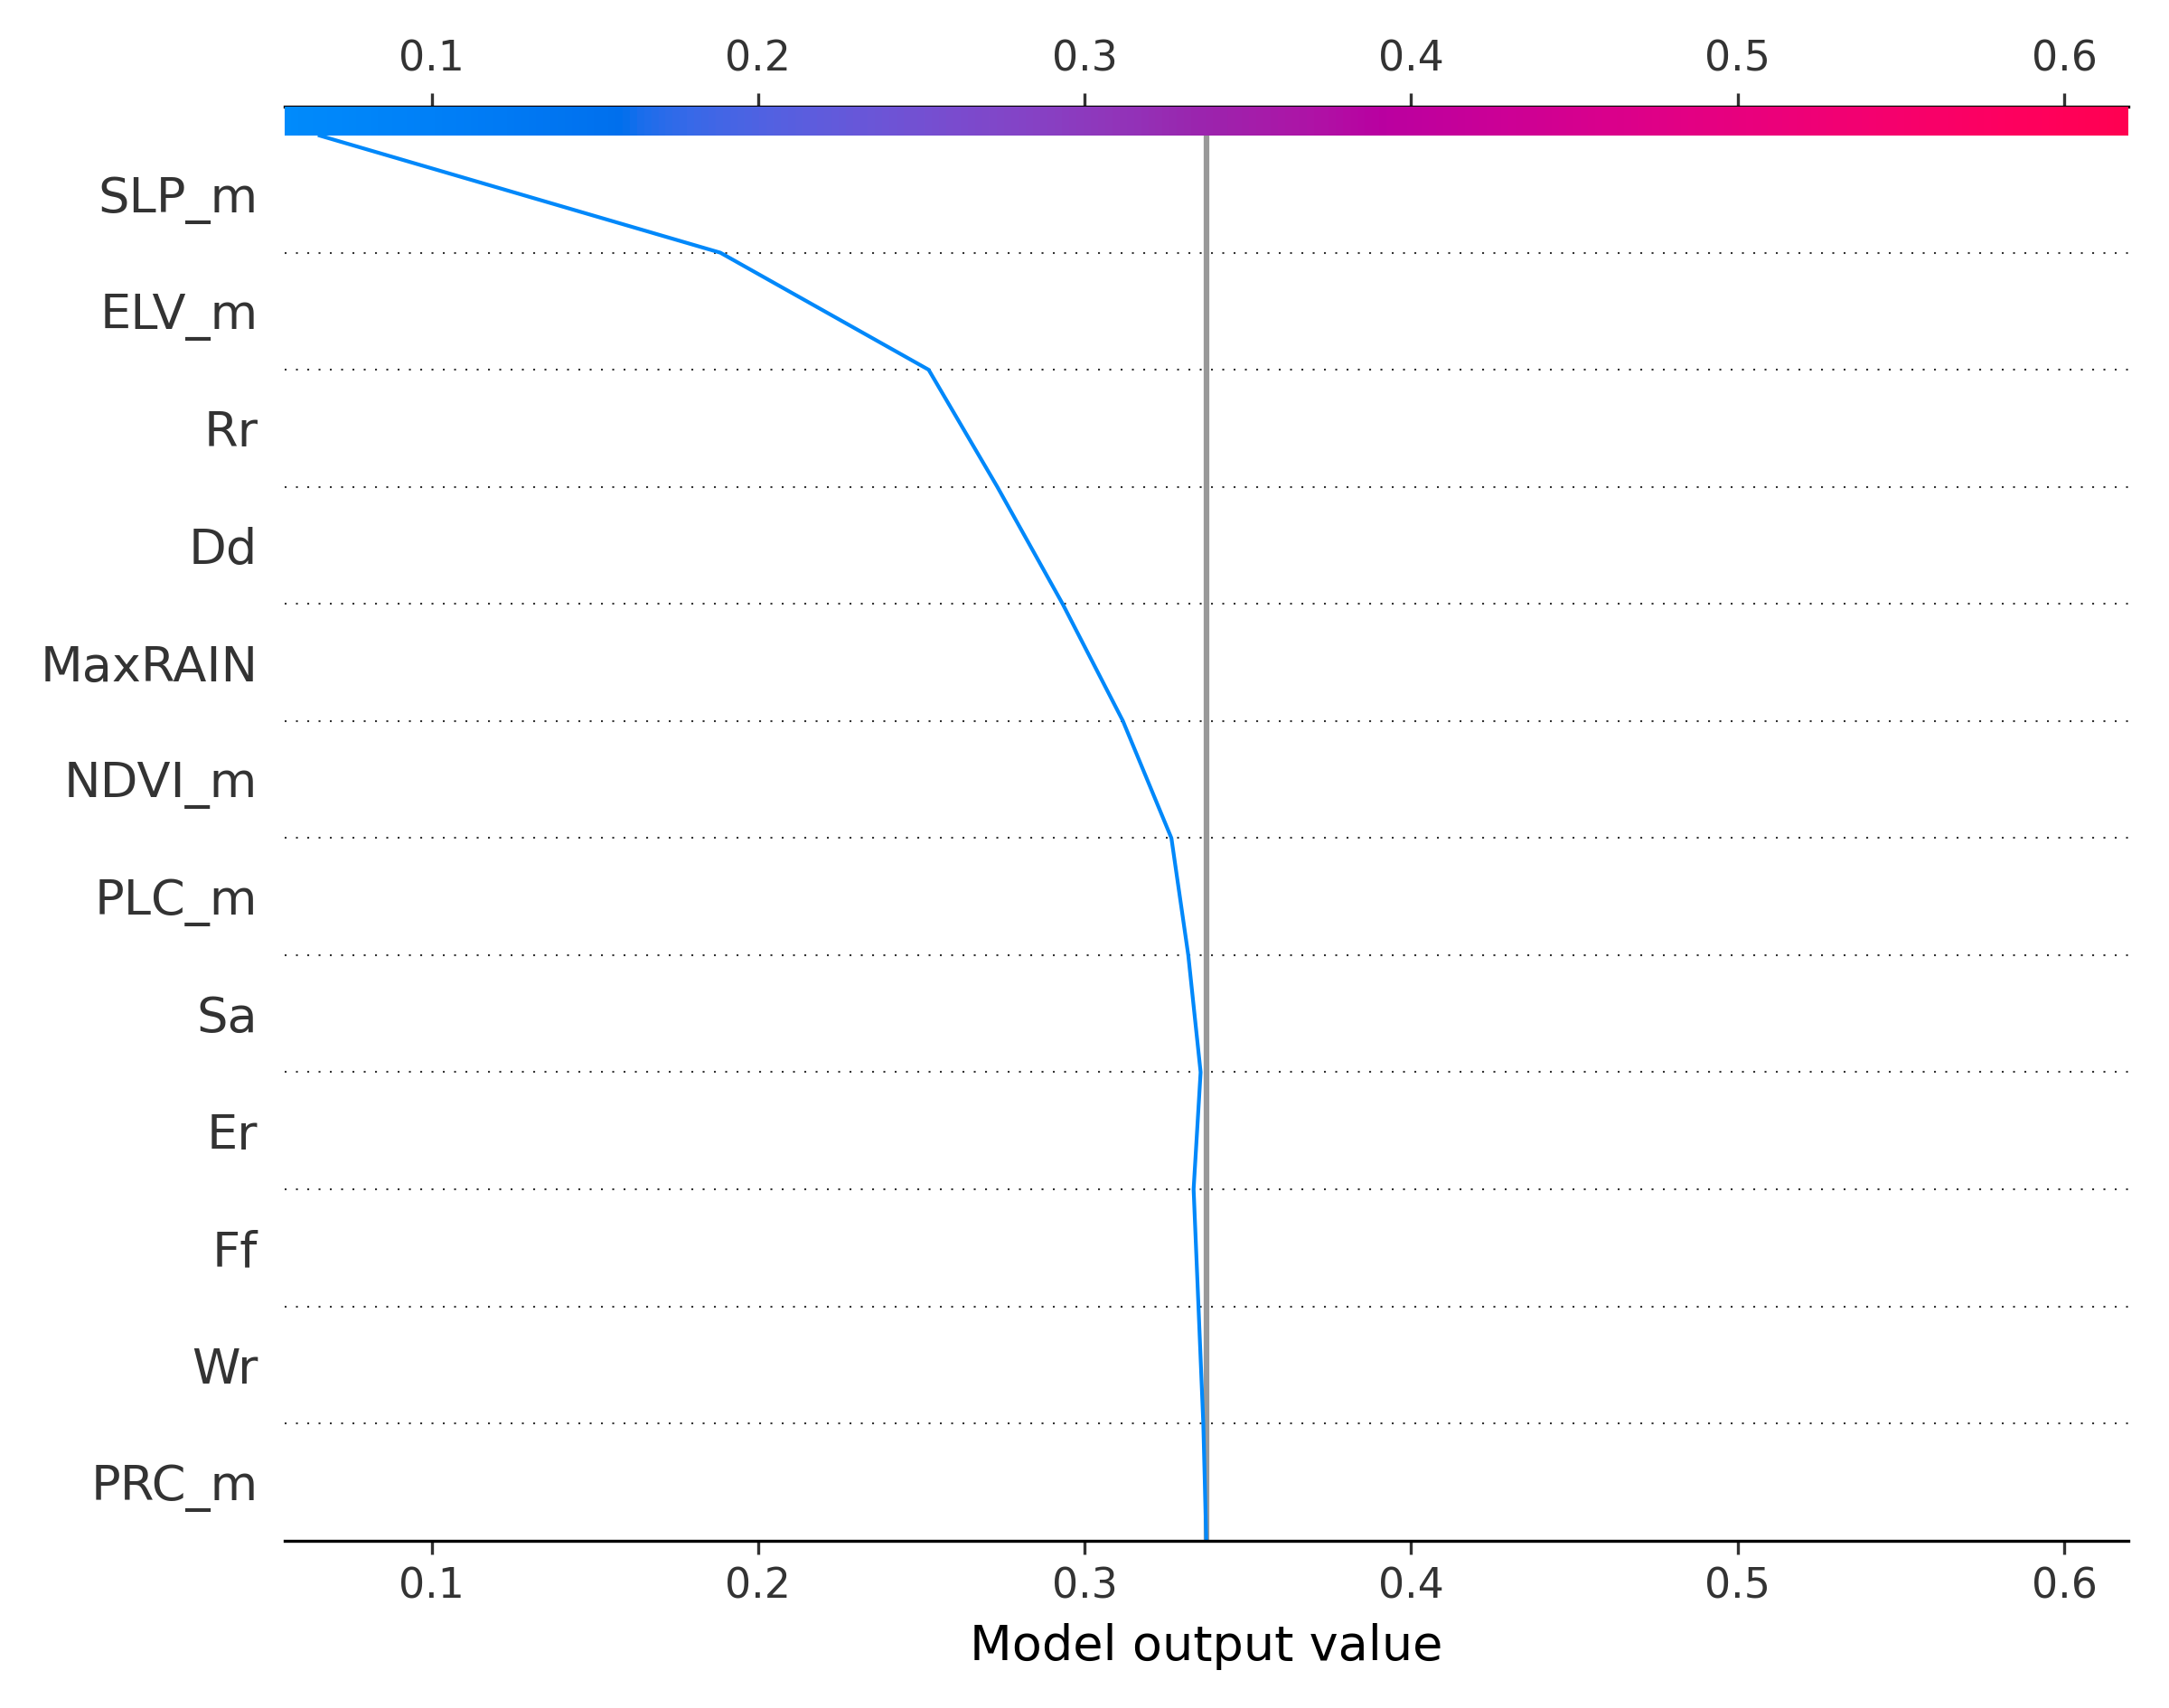 0.1 0.2 0.3 0.4 0.5 0.6
SLP_m
ELV_m
Rr
Dd
MaxRAIN
NDVI_m
PLC_m
Sa
Er
Ff
Wr
PRC_m
0.1 0.2 0.3 0.4 0.5 0.6
Model output value